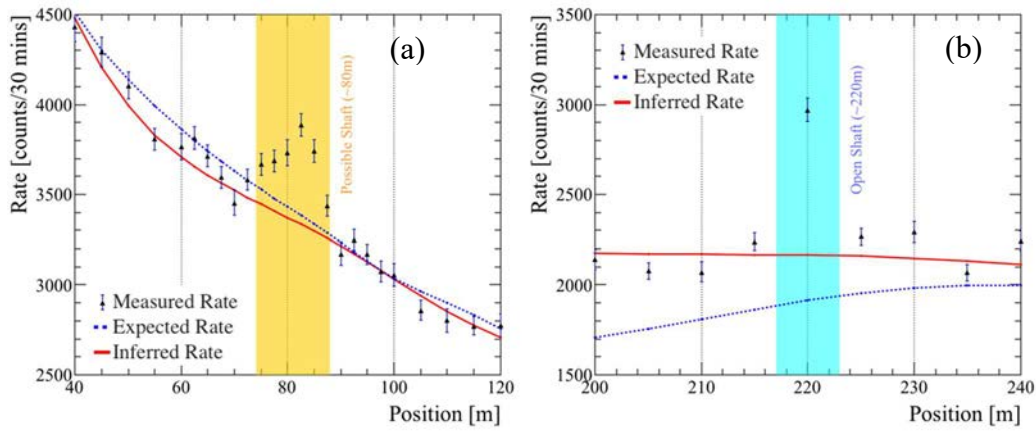 4500
4000
3500
3000
2500
Rate [counts/30 mins]
(a)
Possible Shaft (~80m)
Measured Rate
Expected Rate
Inferred Rate
40
60
80
100
120
Position [m]
3500
3000
2500
2000
1500
Rate [counts/30 mins]
Measured Rate
Expected Rate
Inferred Rate
(b)
Open Shaft (~220m)
200
210
220
230
240
Position [m]